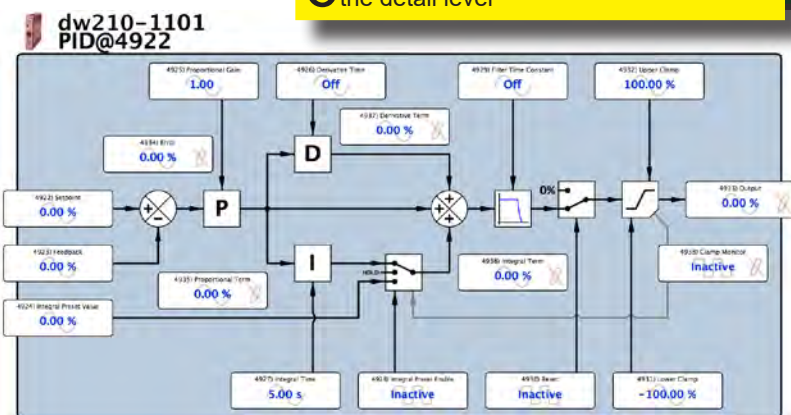 the detail level
dw210-1101
PID@4922
4925) Proportional Gain
1.00
4926) Derivative Time
Off
4929) Filter Time Constant
Off
4932) Upper Clamp
100.00 %
4934) Error
0.00 %
4937) Derivative Term
0.00 %
D
0%
4922) Setpoint
0.00 %
P
4933) Output
0.00 %
4923) Feedback
0.00 %
4935) Proportional Term
0.00 %
I
HOLD
4936) Integral Term
0.00 %
4938) Clamp Monitor
Inactive
4924) Integral Preset Value
0.00 %
4927) Integral Time
5.00 s
4928) Integral Preset Enable
Inactive
4930) Reset
Inactive
4931) Lower Clamp
-100.00 %